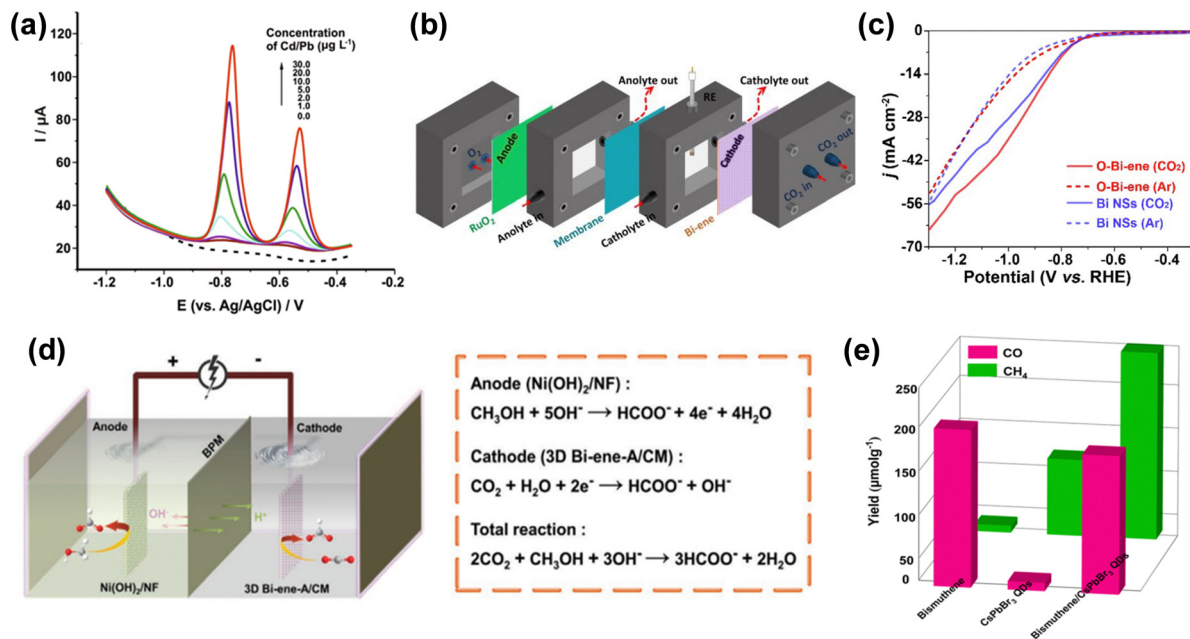 (a)
120
100
80
60
40
20
I / μA
-1.2
-1.0
-0.8
-0.6
-0.4
-0.2
E (vs. Ag/AgCl) / V
Concentration
of Cd/Pb (μg L⁻¹)
30.0
20.0
10.0
5.0
2.0
1.0
0.0
(b)
Anolyte out
Catholyte out
RE
O₂
Anode
Cathode
CO₂ out
CO₂ in
RuO₂
Anolyte in
Membrane
Catholyte in
Bi-ene
(c)
0
-14
-28
-42
-56
-70
j (mA cm⁻²)
O-Bi-ene (CO₂)
O-Bi-ene (Ar)
Bi NSs (CO₂)
Bi NSs (Ar)
-1.2
-1.0
-0.8
-0.6
-0.4
Potential (V vs. RHE)
(d)
+
-
Anode
BPM
Cathode
OH⁻
H⁺
Ni(OH)₂/NF
3D Bi-ene-A/CM
Anode (Ni(OH)₂/NF) :
CH₃OH + 5OH⁻ → HCOO⁻ + 4e⁻ + 4H₂O
Cathode (3D Bi-ene-A/CM) :
CO₂ + H₂O + 2e⁻ → HCOO⁻ + OH⁻
Total reaction :
2CO₂ + CH₃OH + 3OH⁻ → 3HCOO⁻ + 2H₂O
(e)
CO
CH₄
250
200
150
100
50
0
Yield (μmolg⁻¹)
Bismuthene
CsPbBr₃ QDs
Bismuthene/CsPbBr₃ QDs